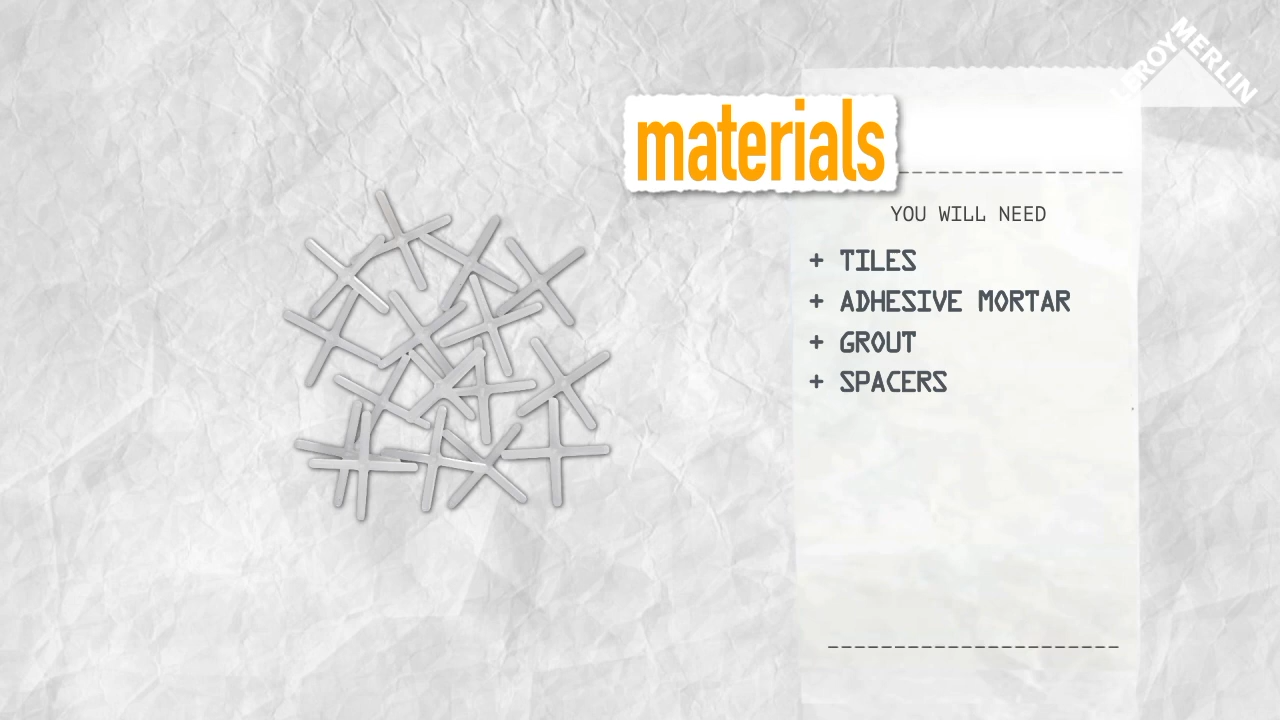 LEROY MERLIN
materials
YOU WILL NEED
+ TILES
+ ADHESIVE MORTAR
+ GROUT
+ SPACERS